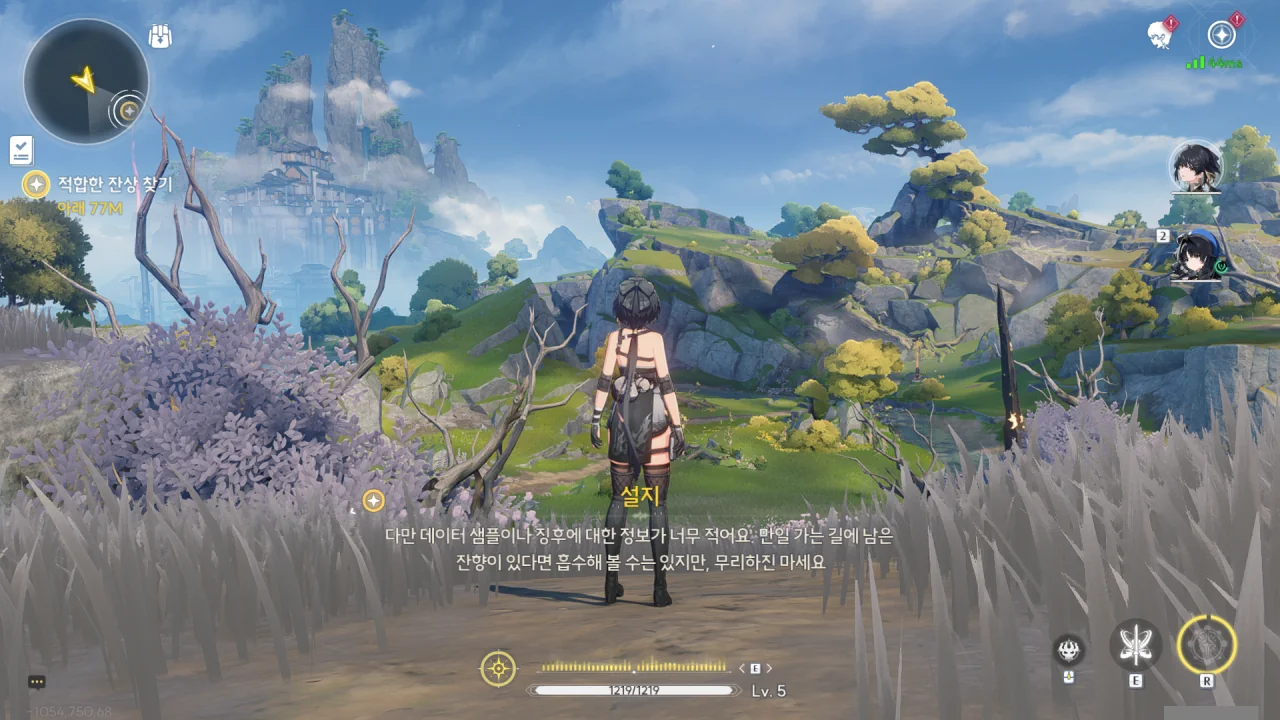 44ms
적합한 잔상 찾기
아래 77M
2
설지
다만 데이터 샘플이나 징후에 대한 정보가 너무 적어요. 만일 가는 길에 남은
잔향이 있다면 흡수해 볼 수는 있지만, 무리하진 마세요
E
1219/1219
Lv. 5
E
R